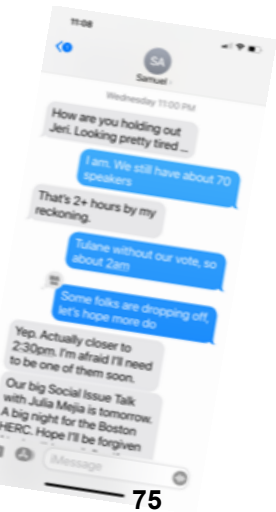 11:08
SA
Samuel
Wednesday 11:00 PM
How are you holding out
Jeri. Looking pretty tired ...
I am. We still have about 70
speakers
That's 2+ hours by my
reckoning.
Tulane without our vote, so
about 2am
Some folks are dropping off,
let's hope more do
Yep. Actually closer to
2:30pm. I'm afraid I'll need
to be one of them soon.
Our big Social Issue Talk
with Julia Mejia is tomorrow.
A big night for the Boston
HERC. Hope I'll be forgiven
iMessage
75